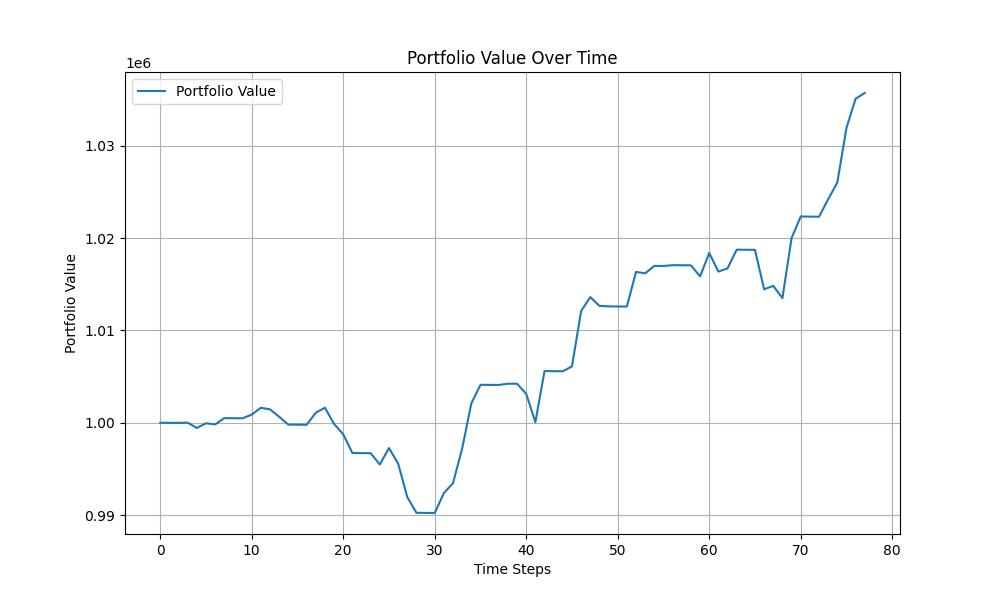 Portfolio Value Over Time
1e6
Portfolio Value
1.03
1.02
1.01
1.00
0.99
Portfolio Value
0 10 20 30 40 50 60 70 80
Time Steps